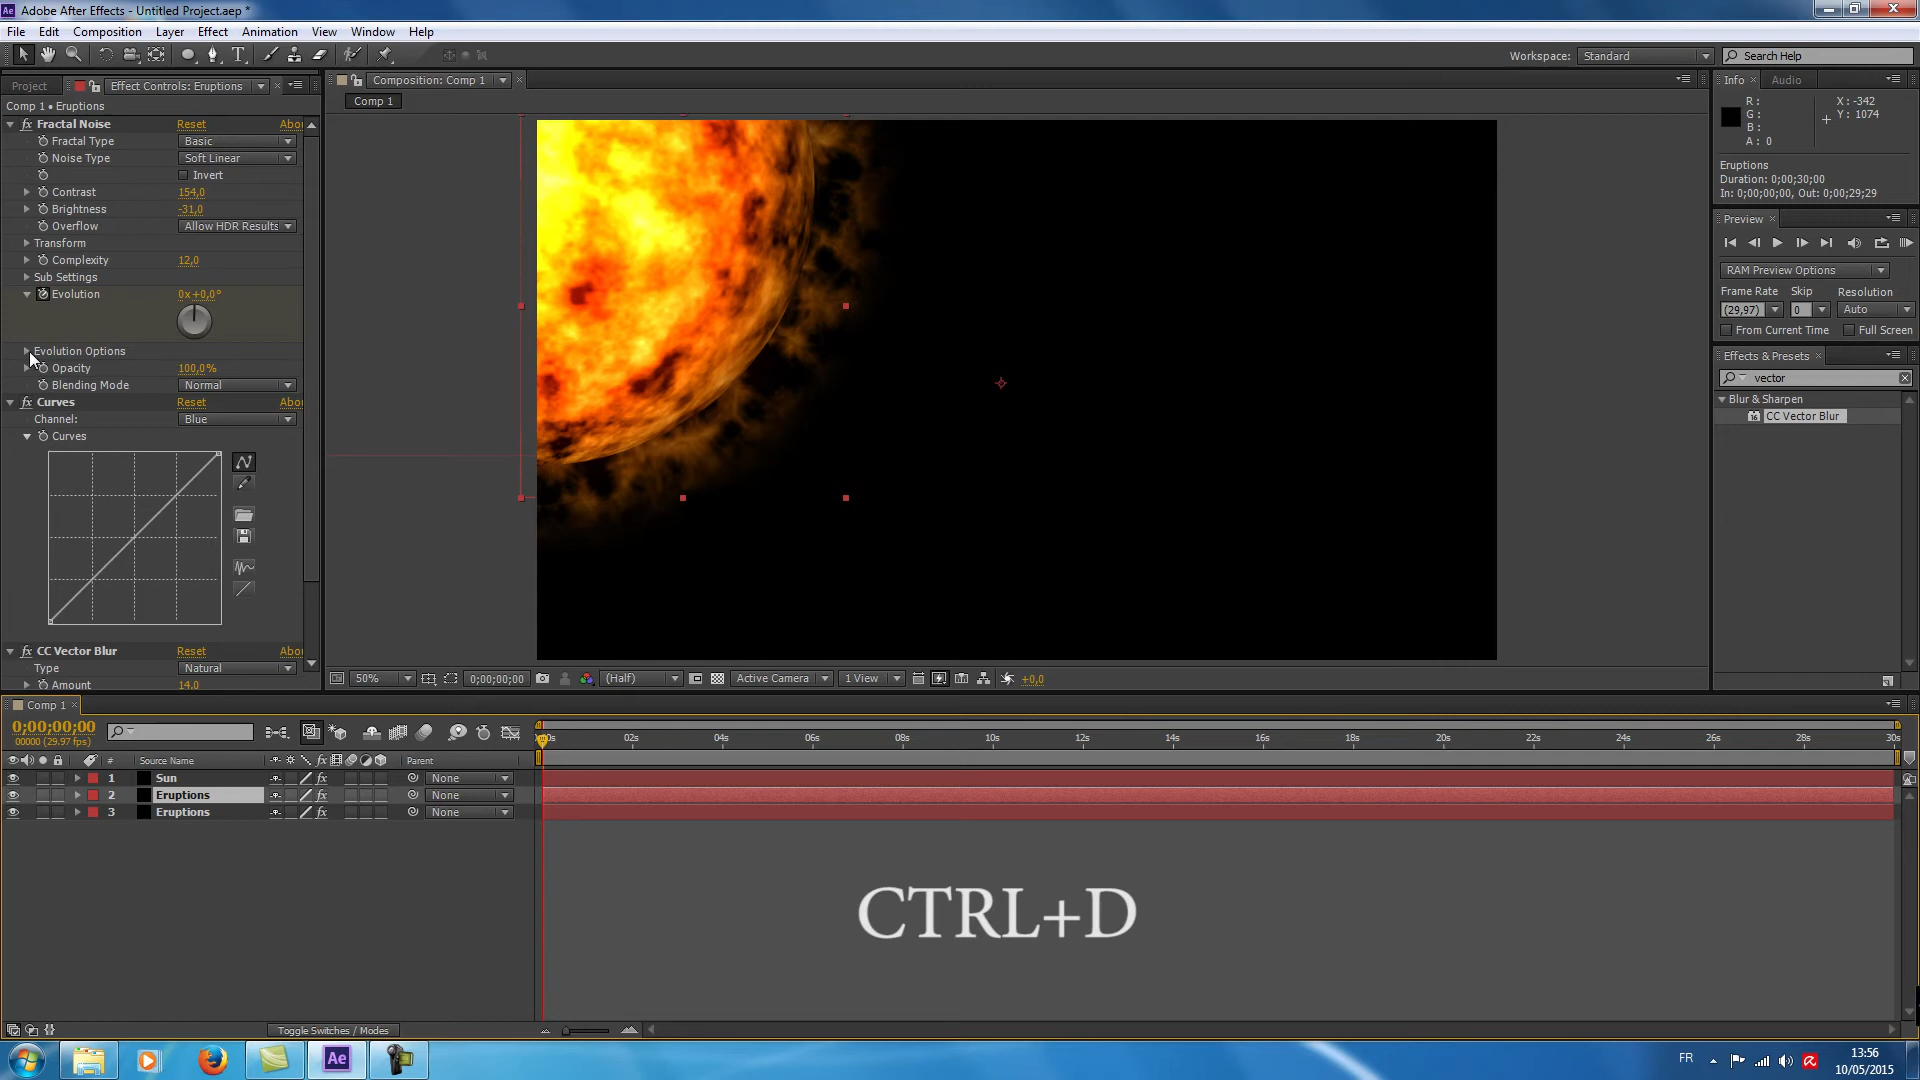 Adobe After Effects - Untitled Project.aep *
File Edit Composition Layer Effect Animation View Window Help
Workspace: Standard Search Help
Project Effect Controls: Eruptions
Comp 1 • Eruptions
Fractal Noise Reset Abou
Fractal Type Basic
Noise Type Soft Linear
Invert
Contrast 154,0
Brightness -31,0
Overflow Allow HDR Results
Transform
Complexity 12,0
Sub Settings
Evolution 0x+0,0°
Evolution Options
Opacity 100,0%
Blending Mode Normal
Curves Reset Abou
Channel: Blue
Curves
CC Vector Blur Reset Abou
Type Natural
Amount 14,0
Composition: Comp 1
Comp 1
50% 0;00;00;00 (Half) Active Camera 1 View +0,0
Info Audio
R : X : -342
G : Y : 1074
B :
A : 0
Eruptions
Duration: 0;00;30;00
In: 0;00;00;00, Out: 0;00;29;29
Preview
RAM Preview Options
Frame Rate Skip Resolution
(29,97) 0 Auto
From Current Time Full Screen
Effects & Presets
vector
Blur & Sharpen
CC Vector Blur
Comp 1
0;00;00;00
00000 (29.97 fps)
02s 04s 06s 08s 10s 12s 14s 16s 18s 20s 22s 24s 26s 28s 30s
# Source Name Parent
1 Sun None
2 Eruptions None
3 Eruptions None
CTRL+D
Toggle Switches / Modes
Ae
FR 13:56
10/05/2015